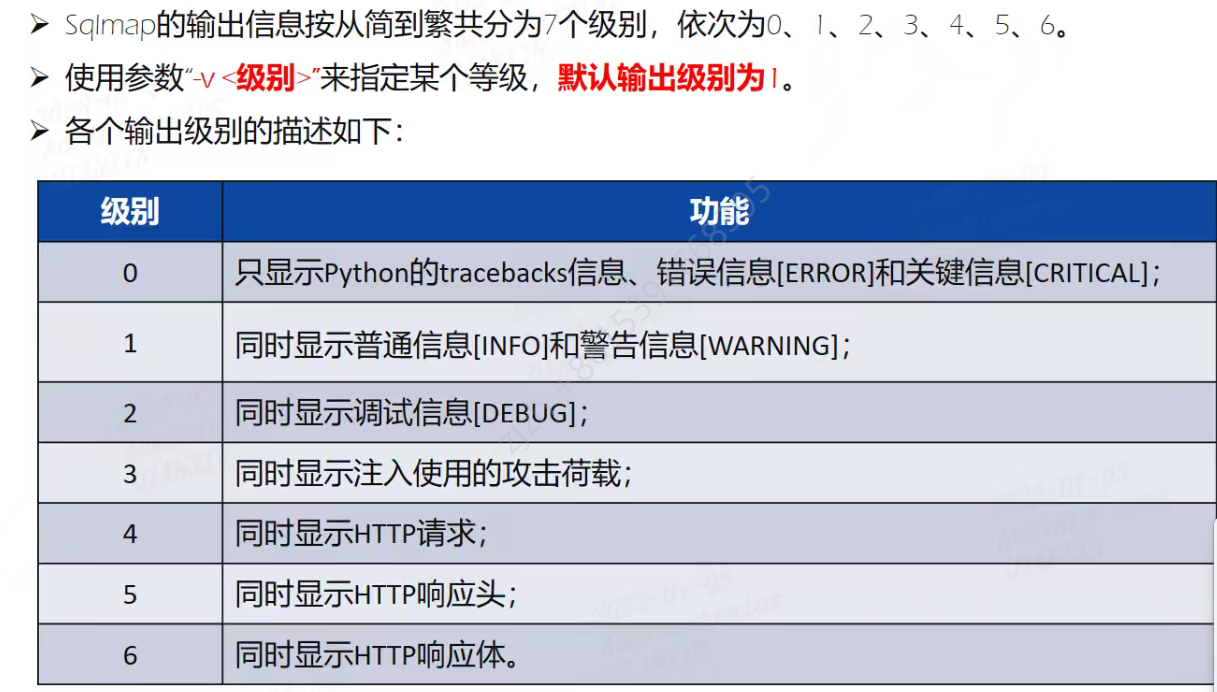 ➢ Sqlmap的输出信息按从简到繁共分为7个级别，依次为0、1、2、3、4、5、6。
➢ 使用参数“-v <级别>”来指定某个等级，默认输出级别为1。
➢ 各个输出级别的描述如下：
级别 功能
0 只显示Python的tracebacks信息、错误信息[ERROR]和关键信息[CRITICAL]；
1 同时显示普通信息[INFO]和警告信息[WARNING]；
2 同时显示调试信息[DEBUG]；
3 同时显示注入使用的攻击荷载；
4 同时显示HTTP请求；
5 同时显示HTTP响应头；
6 同时显示HTTP响应体。